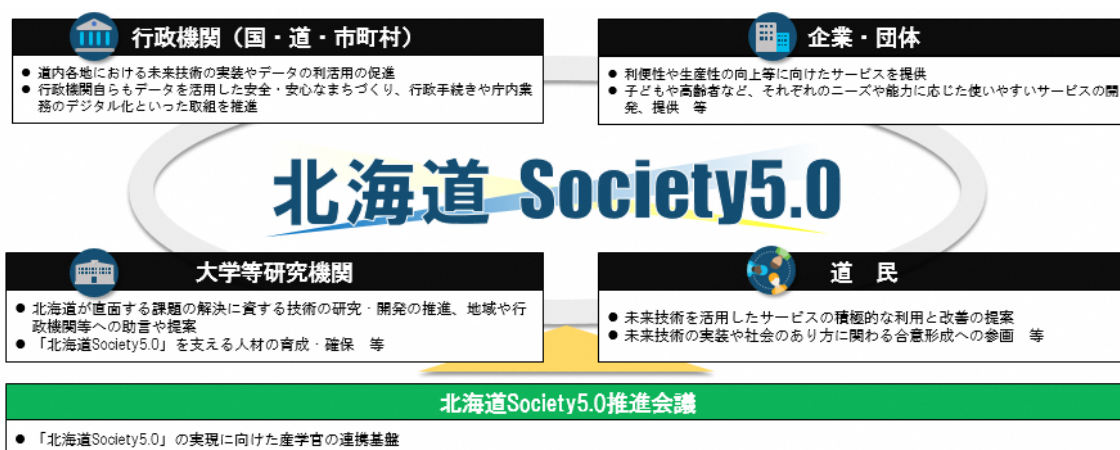 行政機関（国・道・市町村）
● 道内各地における未来技術の実装やデータの利活用の促進
● 行政機関自らもデータを活用した安全・安心なまちづくり、行政手続きや庁内業
務のデジタル化といった取組を推進
企業・団体
● 利便性や生産性の向上等に向けたサービスを提供
● 子どもや高齢者など、それぞれのニーズや能力に応じた使いやすいサービスの開
発、提供　等
北海道 Society5.0
大学等研究機関
● 北海道が直面する課題の解決に資する技術の研究・開発の推進、地域や行
政機関等への助言や提案
● 「北海道Society5.0」を支える人材の育成・確保　等
道　民
● 未来技術を活用したサービスの積極的な利用と改善の提案
● 未来技術の実装や社会のあり方に関わる合意形成への参画　等
北海道Society5.0推進会議
● 「北海道Society5.0」の実現に向けた産学官の連携基盤